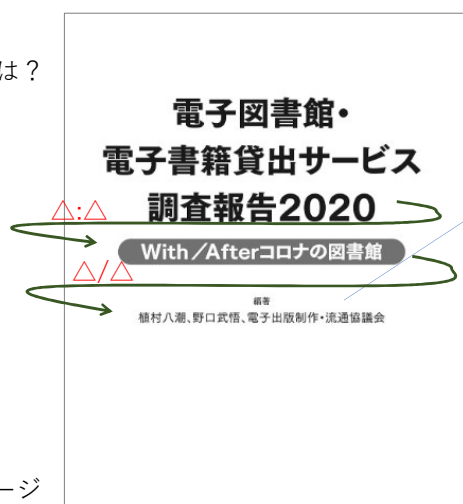 は？
電子図書館・
電子書籍貸出サービス
△:△
調査報告2020
With／Afterコロナの図書館
△/△
編著
植村八潮、野口武悟、電子出版制作・流通協議会
ージ